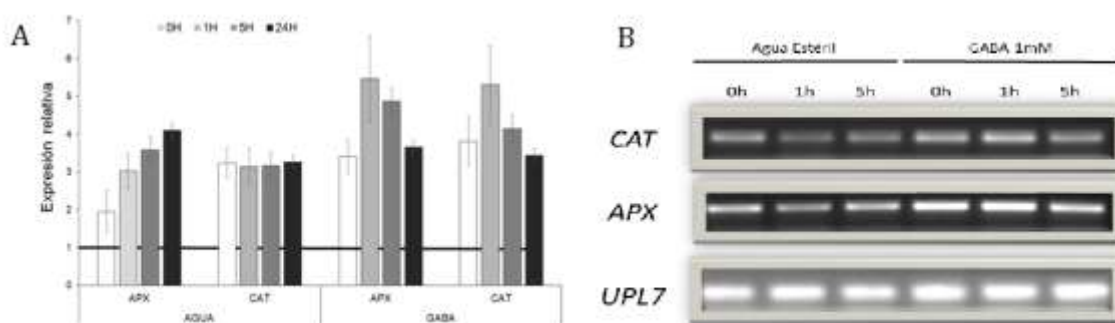 A
0H 1H 5H 24H
7
6
5
4
3
2
1
0
Expresión relativa
APX CAT APX CAT
AGUA GABA
B
Agua Estéril GABA 1mM
0h 1h 5h 0h 1h 5h
CAT
APX
UPL7